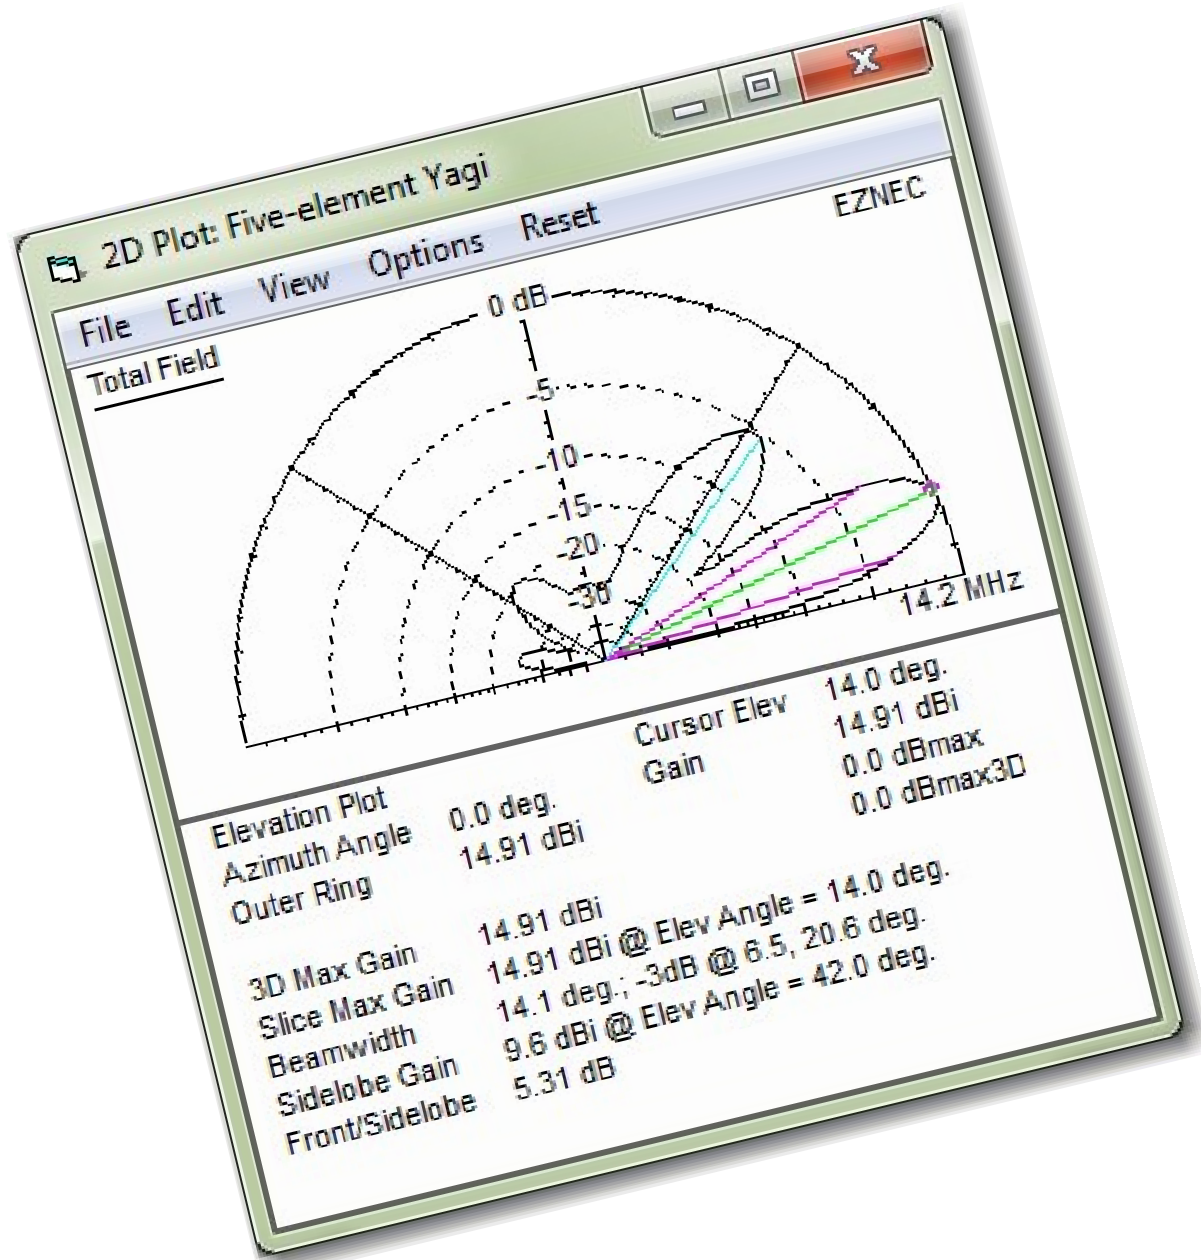 2D Plot: Five-element Yagi
File Edit View Options Reset
Total Field
EZNEC
0 dB
-5
-10
-15
-20
-30
14.2 MHz
Elevation Plot
Azimuth Angle 0.0 deg.
Outer Ring 14.91 dBi
Cursor Elev 14.0 deg.
Gain 14.91 dBi
0.0 dBmax
0.0 dBmax3D
3D Max Gain 14.91 dBi
Slice Max Gain 14.91 dBi @ Elev Angle = 14.0 deg.
Beamwidth 14.1 deg.; -3dB @ 6.5, 20.6 deg.
Sidelobe Gain 9.6 dBi @ Elev Angle = 42.0 deg.
Front/Sidelobe 5.31 dB